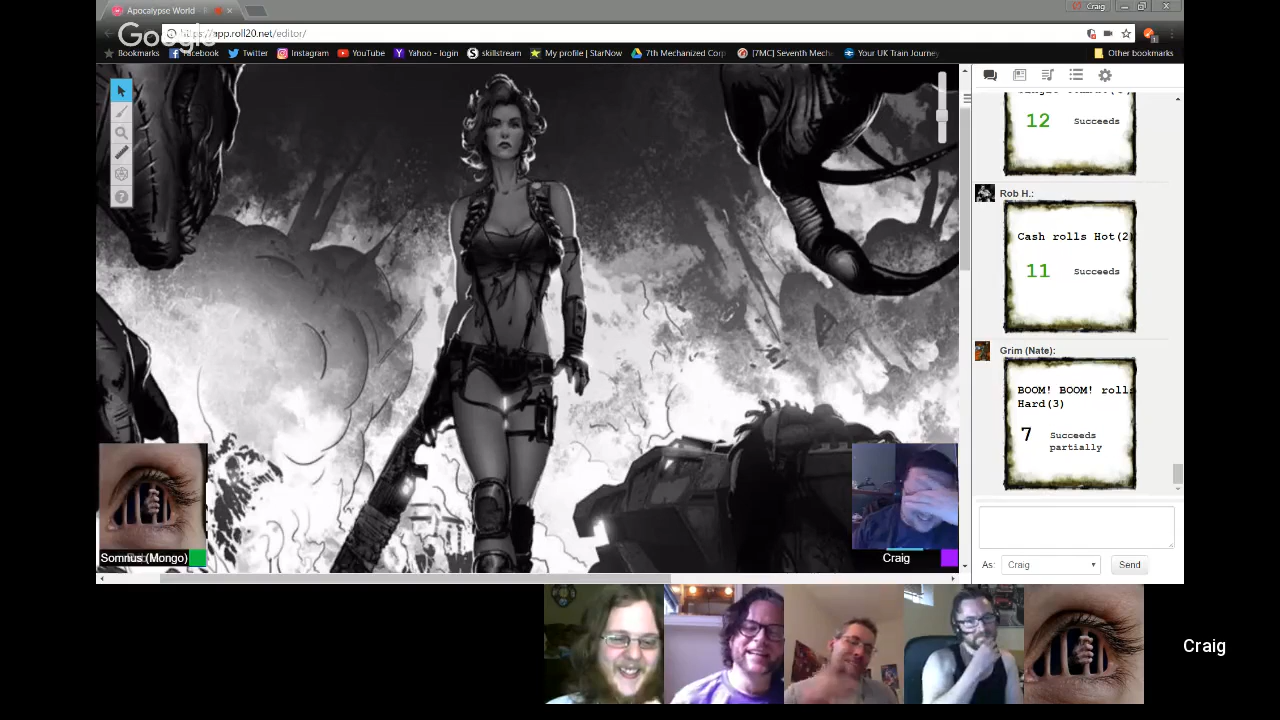 Apocalypse World
Craig
Google
https://app.roll20.net/editor/
Bookmarks
Facebook
Twitter
Instagram
YouTube
Yahoo - login
skillstream
My profile | StarNow
7th Mechanized Corp
[7MC] Seventh Mech
Your UK Train Journey
Other bookmarks
12
Succeeds
Rob H.:
Cash rolls Hot(2)
11
Succeeds
Grim (Nate):
BOOM! BOOM! rolls
Hard(3)
7
Succeeds
partially
Somnus (Mongo)
Craig
As:
Craig
Send
Craig